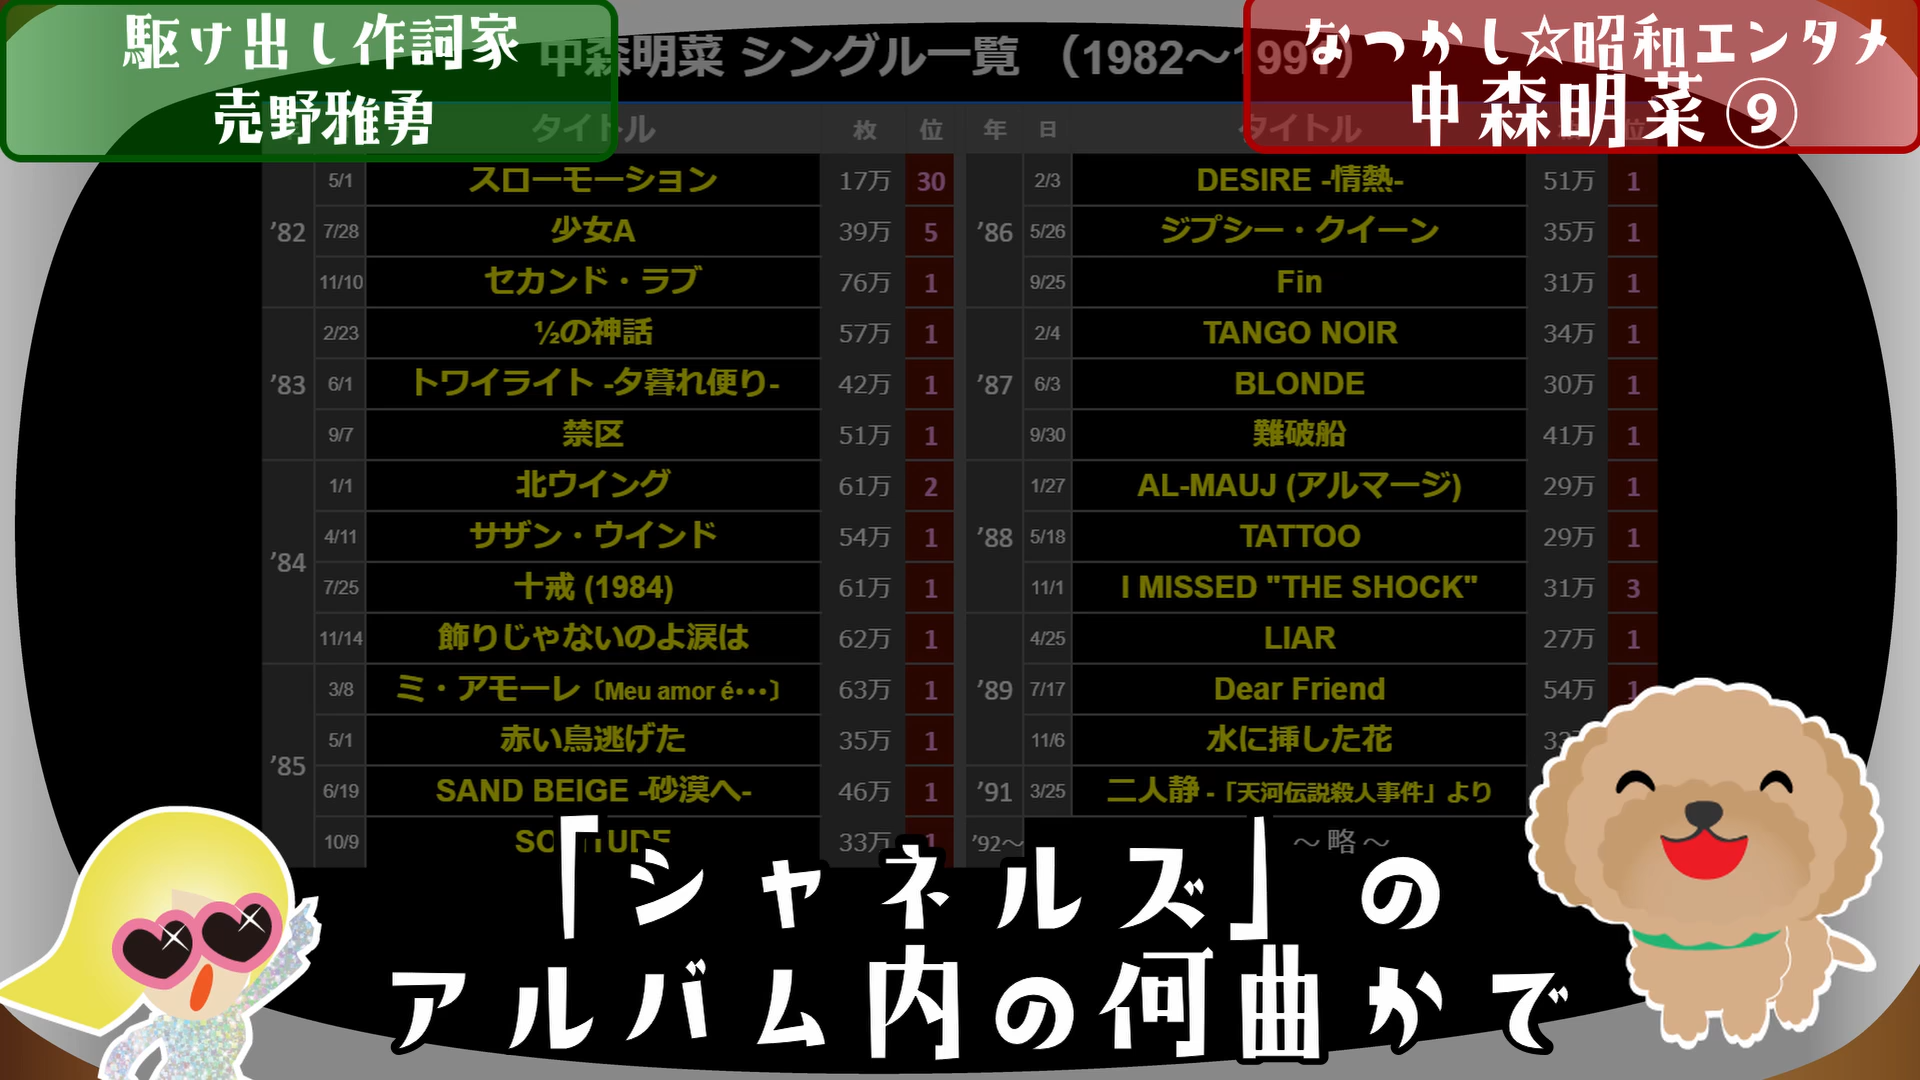 駆け出し作詞家
売野雅勇
なつかし☆昭和エンタメ
中森明菜⑨
中森明菜 シングル一覧 （1982〜1991）
タイトル 枚 位 年 日 タイトル
’82 5/1 スローモーション 17万 30
7/28 少女A 39万 5
11/10 セカンド・ラブ 76万 1
’83 2/23 ½の神話 57万 1
6/1 トワイライト -夕暮れ便り- 42万 1
9/7 禁区 51万 1
’84 1/1 北ウイング 61万 2
4/11 サザン・ウインド 54万 1
7/25 十戒 (1984) 61万 1
11/14 飾りじゃないのよ涙は 62万 1
’85 3/8 ミ・アモーレ〔Meu amor é･･･〕 63万 1
5/1 赤い鳥逃げた 35万 1
6/19 SAND BEIGE -砂漠へ- 46万 1
10/9 SOLITUDE 33万 1
’86 2/3 DESIRE -情熱- 51万 1
5/26 ジプシー・クイーン 35万 1
9/25 Fin 31万 1
’87 2/4 TANGO NOIR 34万 1
6/3 BLONDE 30万 1
9/30 難破船 41万 1
’88 1/27 AL-MAUJ (アルマージ) 29万 1
5/18 TATTOO 29万 1
11/1 I MISSED "THE SHOCK" 31万 3
’89 4/25 LIAR 27万 1
7/17 Dear Friend 54万 1
11/6 水に挿した花
’91 3/25 二人静 -「天河伝説殺人事件」より
’92〜 〜 略 〜
「シャネルズ」の
アルバム内の何曲かで